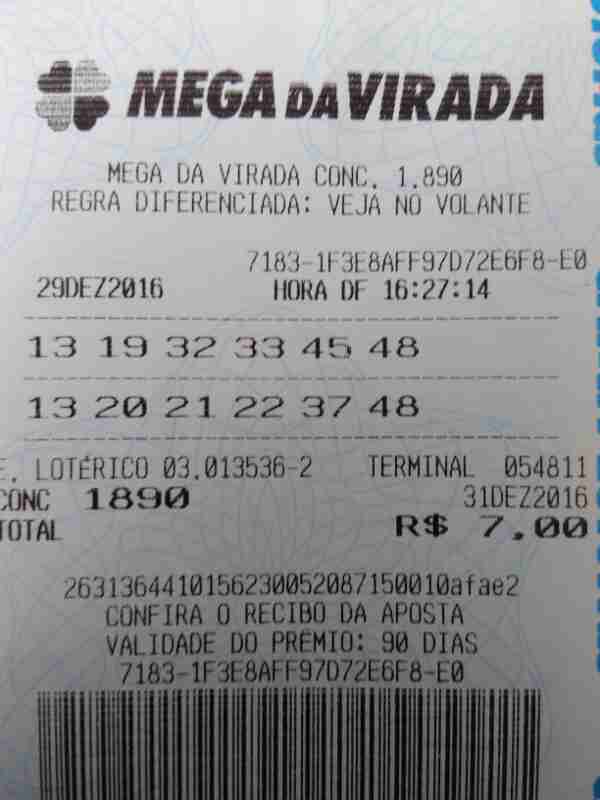 MEGA DA VIRADA
MEGA DA VIRADA CONC. 1.890
REGRA DIFERENCIADA: VEJA NO VOLANTE
7183-1F3E8AFF97D72E6F8-E0
29DEZ2016 HORA DF 16:27:14
13 19 32 33 45 48
13 20 21 22 37 48
E. LOTÉRICO 03.013536-2 TERMINAL 054811
CONC 1890 31DEZ2016
TOTAL R$ 7,00
2631364410156230052087150010afae2
CONFIRA O RECIBO DA APOSTA
VALIDADE DO PRÊMIO: 90 DIAS
7183-1F3E8AFF97D72E6F8-E0